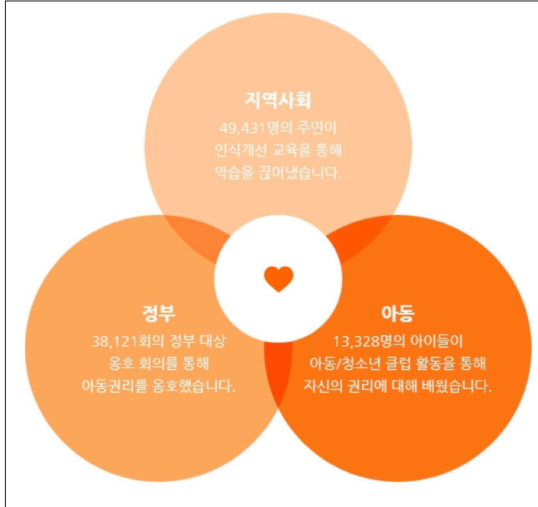 지역사회
49,431명의 주민이
인식개선 교육을 통해
악습을 끊어냈습니다.
정부
38,121회의 정부 대상
옹호 회의를 통해
아동권리를 옹호했습니다.
아동
13,328명의 아이들이
아동/청소년 클럽 활동을 통해
자신의 권리에 대해 배웠습니다.